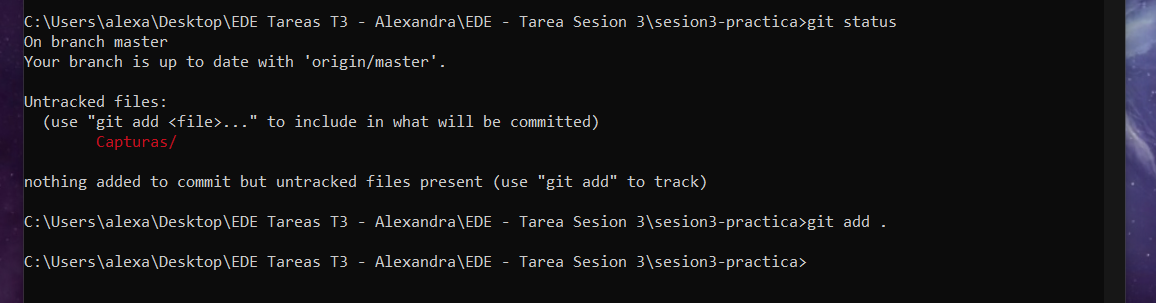 C:\Users\alexa\Desktop\EDE Tareas T3 - Alexandra\EDE - Tarea Sesion 3\sesion3-practica>git status
On branch master
Your branch is up to date with 'origin/master'.
Untracked files:
(use "git add <file>..." to include in what will be committed)
Capturas/
nothing added to commit but untracked files present (use "git add" to track)
C:\Users\alexa\Desktop\EDE Tareas T3 - Alexandra\EDE - Tarea Sesion 3\sesion3-practica>git add .
C:\Users\alexa\Desktop\EDE Tareas T3 - Alexandra\EDE - Tarea Sesion 3\sesion3-practica>